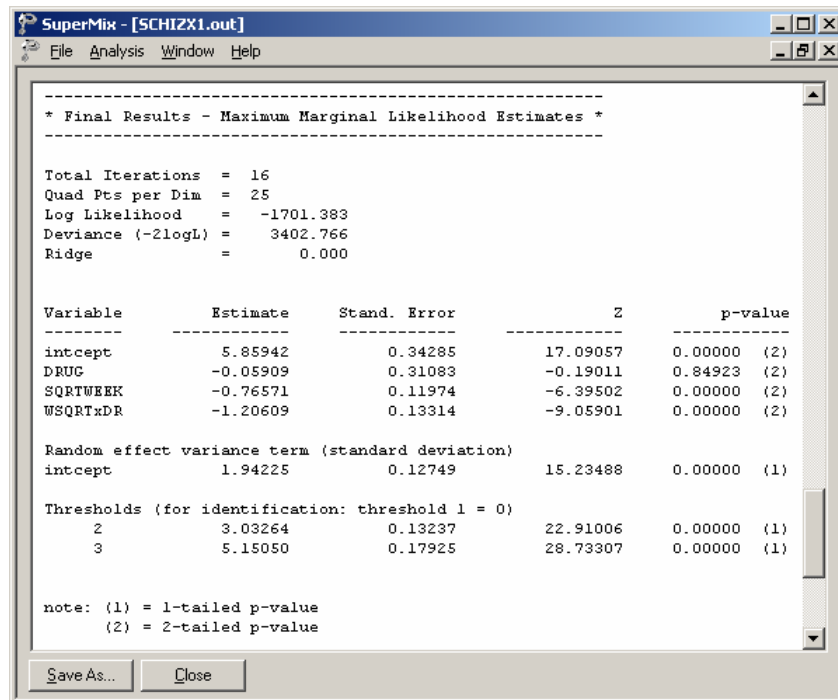 SuperMix - [SCHIZX1.out]
File Analysis Window Help
----------------------------------------------------------
* Final Results - Maximum Marginal Likelihood Estimates *
----------------------------------------------------------
Total Iterations = 16
Quad Pts per Dim = 25
Log Likelihood = -1701.383
Deviance (-2logL) = 3402.766
Ridge = 0.000
Variable Estimate Stand. Error Z p-value
-------- ------------ ------------ ------------ ------------
intcept 5.85942 0.34285 17.09057 0.00000 (2)
DRUG -0.05909 0.31083 -0.19011 0.84923 (2)
SQRTWEEK -0.76571 0.11974 -6.39502 0.00000 (2)
WSQRTxDR -1.20609 0.13314 -9.05901 0.00000 (2)
Random effect variance term (standard deviation)
intcept 1.94225 0.12749 15.23488 0.00000 (1)
Thresholds (for identification: threshold 1 = 0)
2 3.03264 0.13237 22.91006 0.00000 (1)
3 5.15050 0.17925 28.73307 0.00000 (1)
note: (1) = 1-tailed p-value
(2) = 2-tailed p-value
Save As... Close